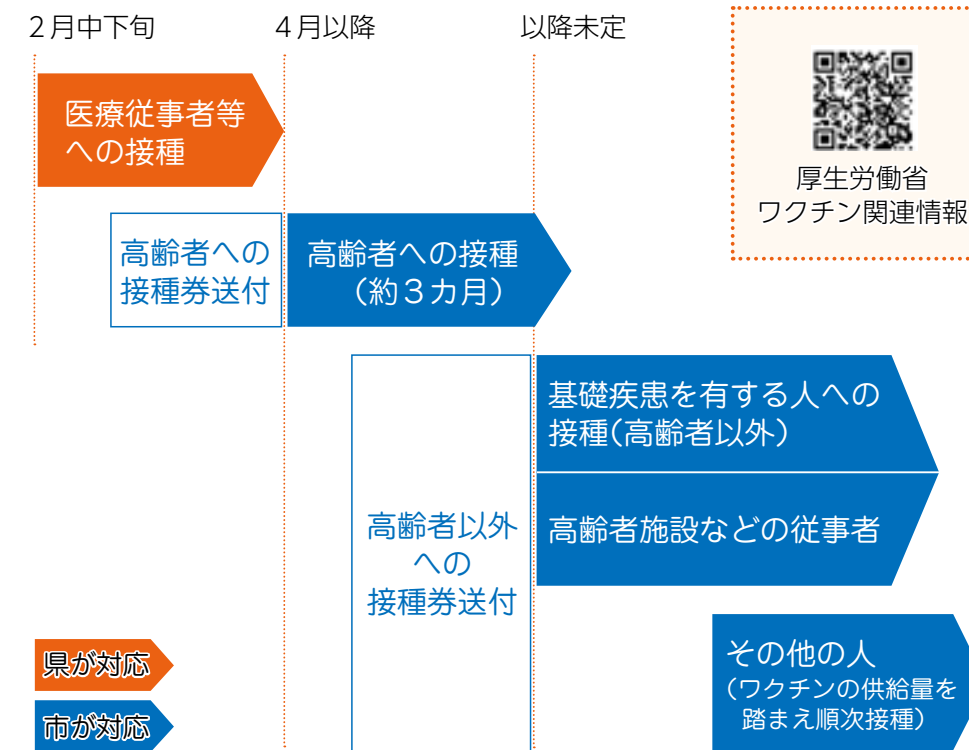 2月中下旬
4月以降
以降未定
厚生労働省
ワクチン関連情報
医療従事者等
への接種
高齢者への
接種券送付
高齢者への接種
(約3カ月)
基礎疾患を有する人への
接種(高齢者以外)
高齢者以外
への
接種券送付
高齢者施設などの従事者
その他の人
(ワクチンの供給量を
踏まえ順次接種)
県が対応
市が対応